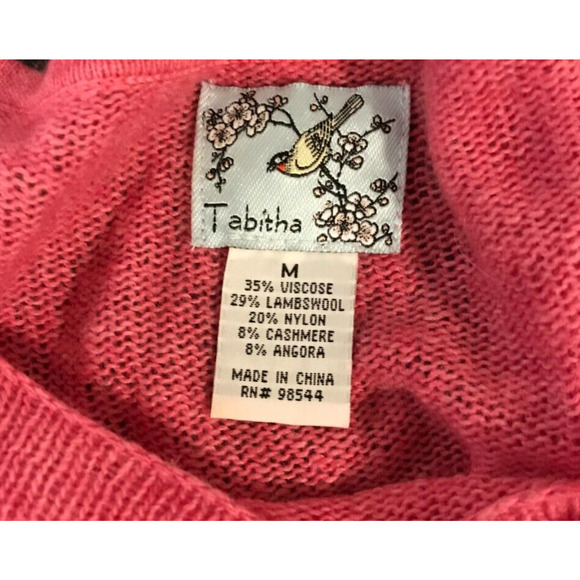 Tabitha
M
35% VISCOSE
29% LAMBSWOOL
20% NYLON
8% CASHMERE
8% ANGORA
MADE IN CHINA
RN# 98544